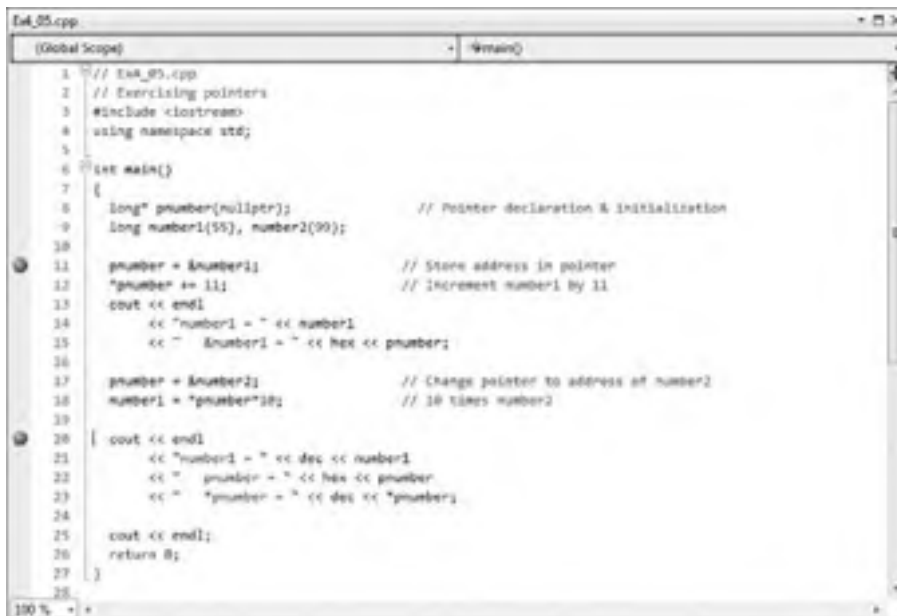 Ex4_05.cpp
(Global Scope) main()
1 // Ex4_05.cpp
2 // Exercising pointers
3 #include <iostream>
4 using namespace std;
5
6 int main()
7 {
8 long* pnumber(nullptr); // Pointer declaration & initialization
9 long number1(55), number2(99);
10
11 pnumber = &number1; // Store address in pointer
12 *pnumber += 11; // Increment number1 by 11
13 cout << endl
14 << "number1 = " << number1
15 << "   &number1 = " << hex << pnumber;
16
17 pnumber = &number2; // Change pointer to address of number2
18 number1 = *pnumber*10; // 10 times number2
19
20 cout << endl
21 << "number1 = " << dec << number1
22 << "   pnumber = " << hex << pnumber
23 << "   *pnumber = " << dec << *pnumber;
24
25 cout << endl;
26 return 0;
27 }
28
100 %